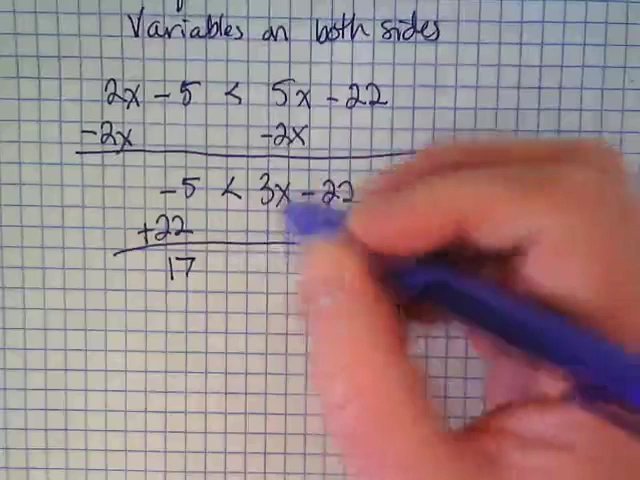 Variables on both sides
2x - 5 < 5x - 22
-2x -2x
-5 < 3x - 22
+22
17